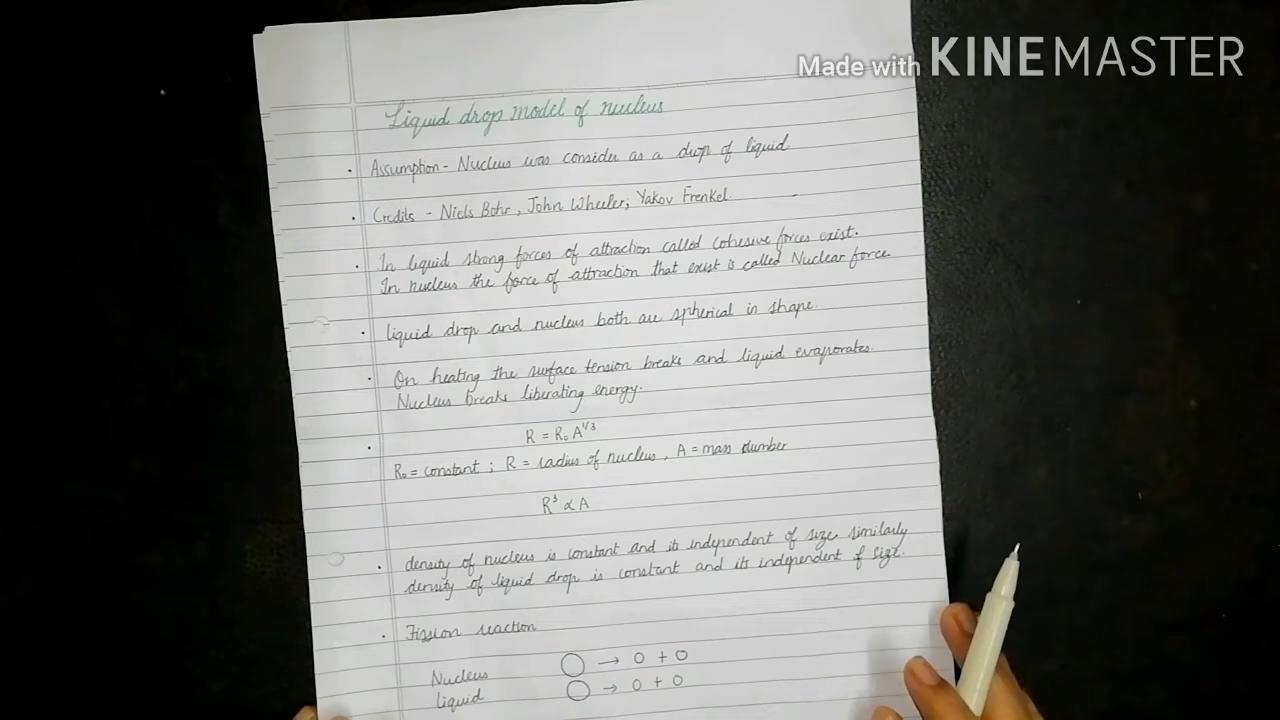 Made with KINEMASTER
Liquid drop model of nucleus
• Assumption - Nucleus was consider as a drop of liquid
• Credits - Niels Bohr, John Wheeler, Yakov Frenkel.
• In liquid strong forces of attraction called cohesive forces exist.
In nucleus the force of attraction that exist is called Nuclear force
• liquid drop and nucleus both are spherical in shape.
• On heating the surface tension breaks and liquid evaporates.
Nucleus breaks liberating energy.
• R = R₀ A^1/3
R₀ = constant ; R = radius of nucleus, A = mass number
R³ ∝ A
• density of nucleus is constant and its independent of size similarly
density of liquid drop is constant and its independent of size.
• Fission reaction
Nucleus O → O + O
liquid O → O + O